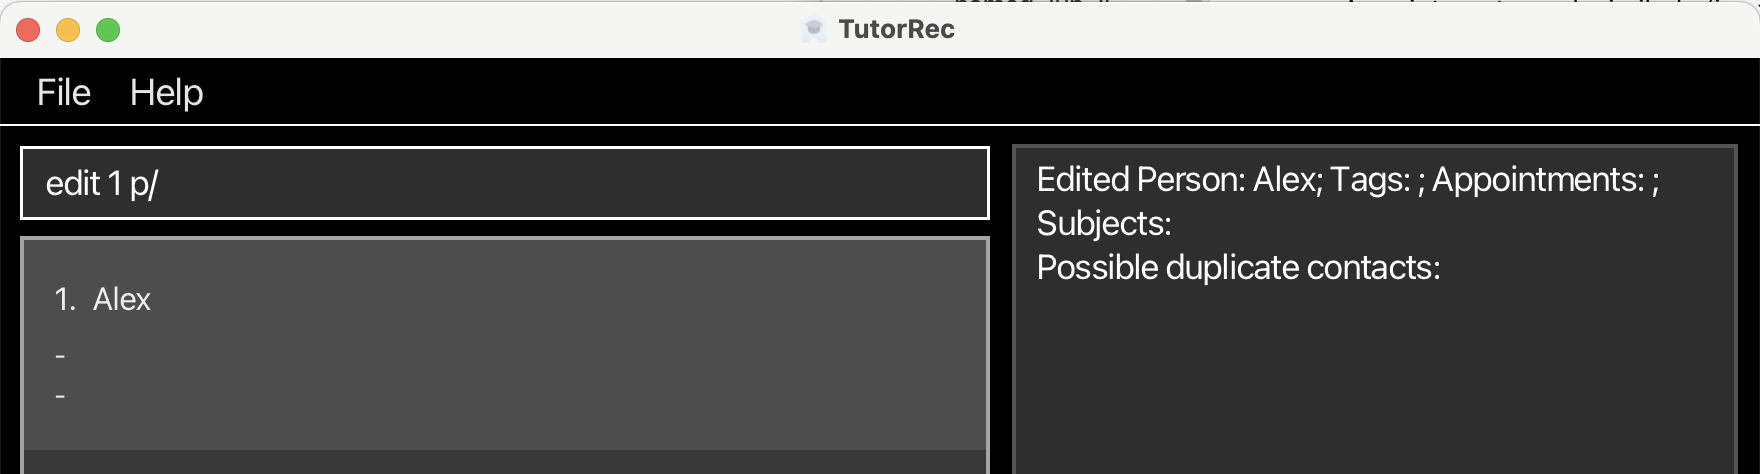 TutorRec
File Help
edit 1 p/
1. Alex
-
-
Edited Person: Alex; Tags: ; Appointments: ;
Subjects:
Possible duplicate contacts: